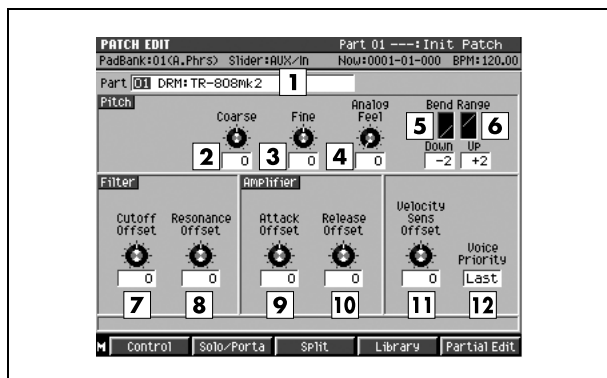 PATCH EDIT Part 01 ---:Init Patch
PadBank:01(A.Phrs) Slider:AUX/In Now:0001-01-000 BPM:120.00
Part 01 DRM:TR-808mk2 1
Pitch
Coarse Fine Analog Feel Bend Range
5 6
2 3 4 Down Up
0 0 0 -2 +2
Filter Amplifier
Cutoff Offset Resonance Offset Attack Offset Release Offset Velocity Sens Offset Voice Priority
0 0 0 0 0 Last
7 8 9 10 11 12
M Control Solo/Porta Split Library Partial Edit